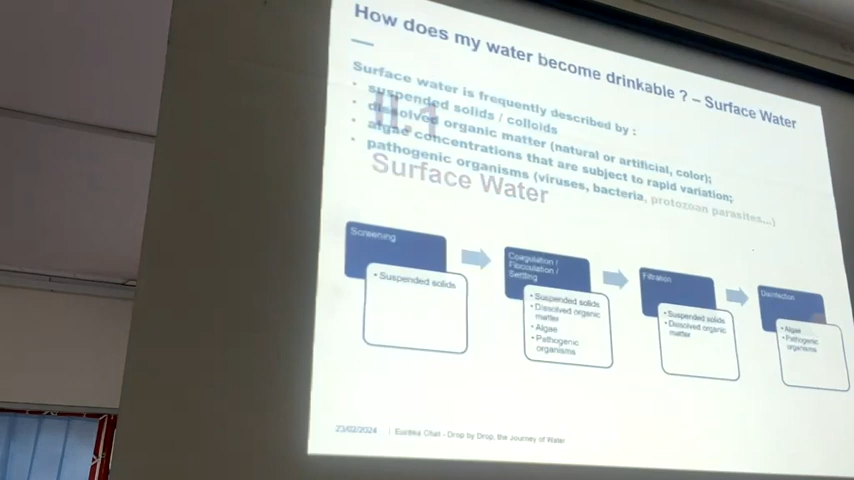 How does my water become drinkable ? – Surface Water
Surface water is frequently described by :
• suspended solids / colloids
• dissolved organic matter (natural or artificial, color);
• algae concentrations that are subject to rapid variation;
• pathogenic organisms (viruses, bacteria, protozoan parasites...)
II.1
Surface Water
Screening
• Suspended solids
Coagulation /
Flocculation /
Settling
• Suspended solids
• Dissolved organic
matter
• Algae
• Pathogenic
organisms
Filtration
• Suspended solids
• Dissolved organic
matter
Disinfection
• Algae
• Pathogenic
organisms
23/02/2024
Chat - Drop by Drop, the Journey of Water